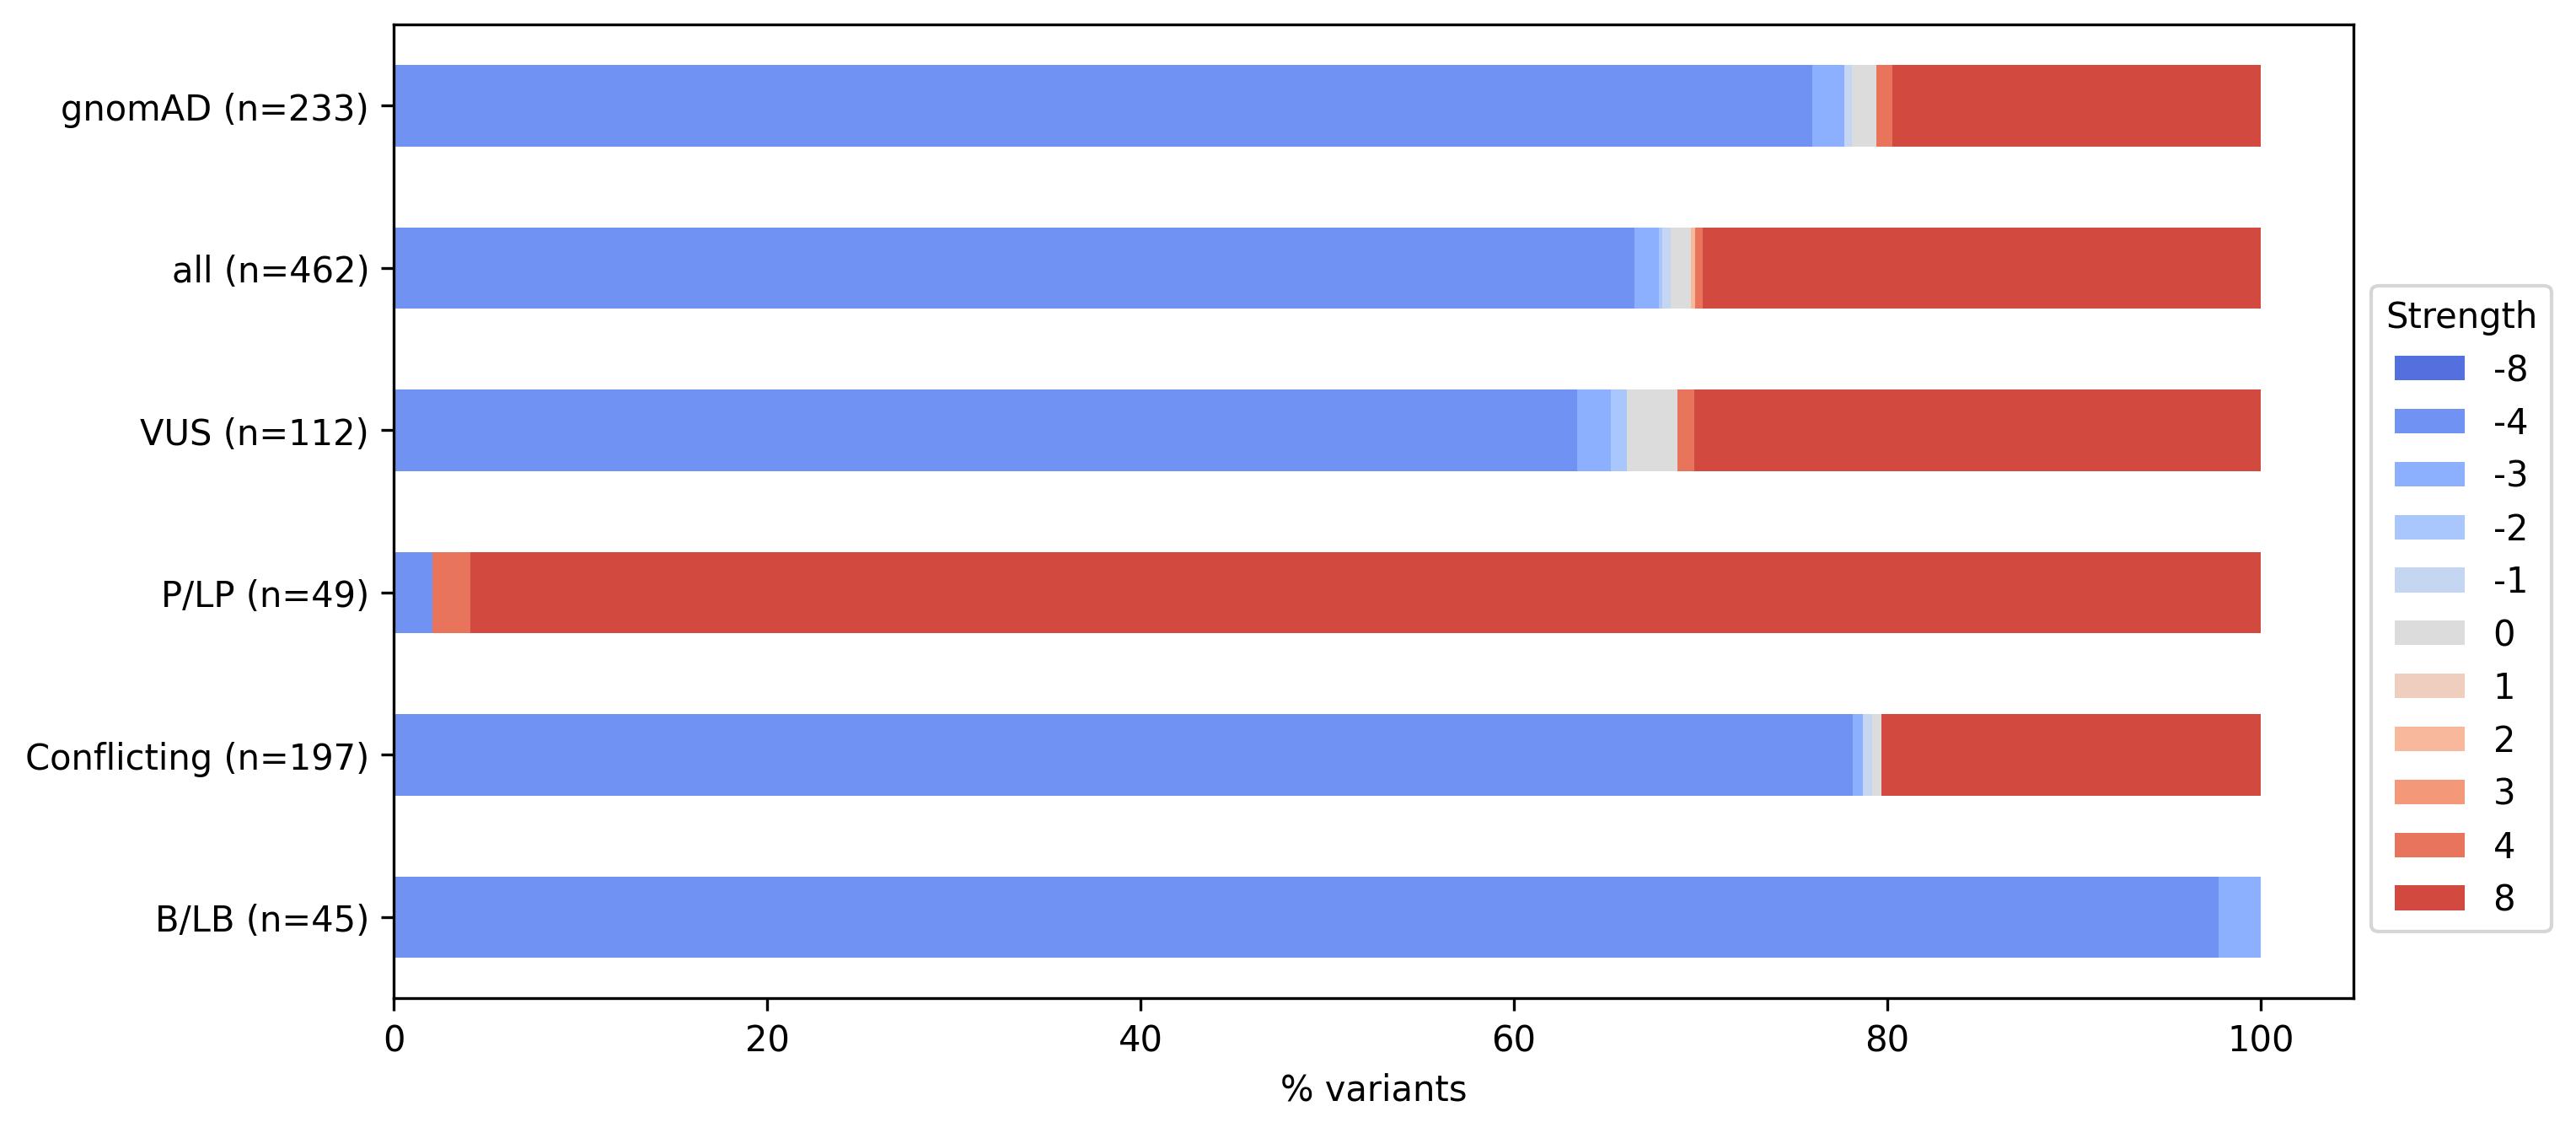 gnomAD (n=233)
all (n=462)
VUS (n=112)
P/LP (n=49)
Conflicting (n=197)
B/LB (n=45)
0 20 40 60 80 100
% variants
Strength
-8
-4
-3
-2
-1
0
1
2
3
4
8